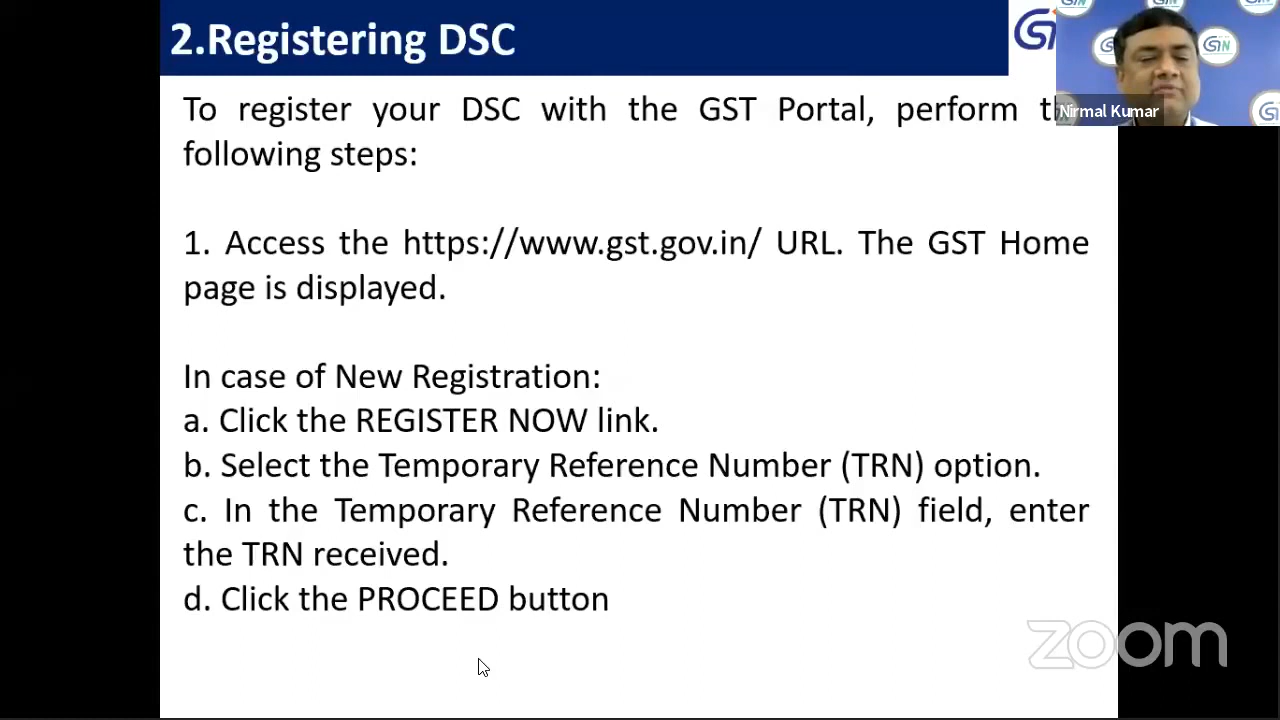 2.Registering DSC
To register your DSC with the GST Portal, perform
following steps:
1. Access the https://www.gst.gov.in/ URL. The GST Home
page is displayed.
In case of New Registration:
a. Click the REGISTER NOW link.
b. Select the Temporary Reference Number (TRN) option.
c. In the Temporary Reference Number (TRN) field, enter
the TRN received.
d. Click the PROCEED button
Nirmal Kumar
zoom